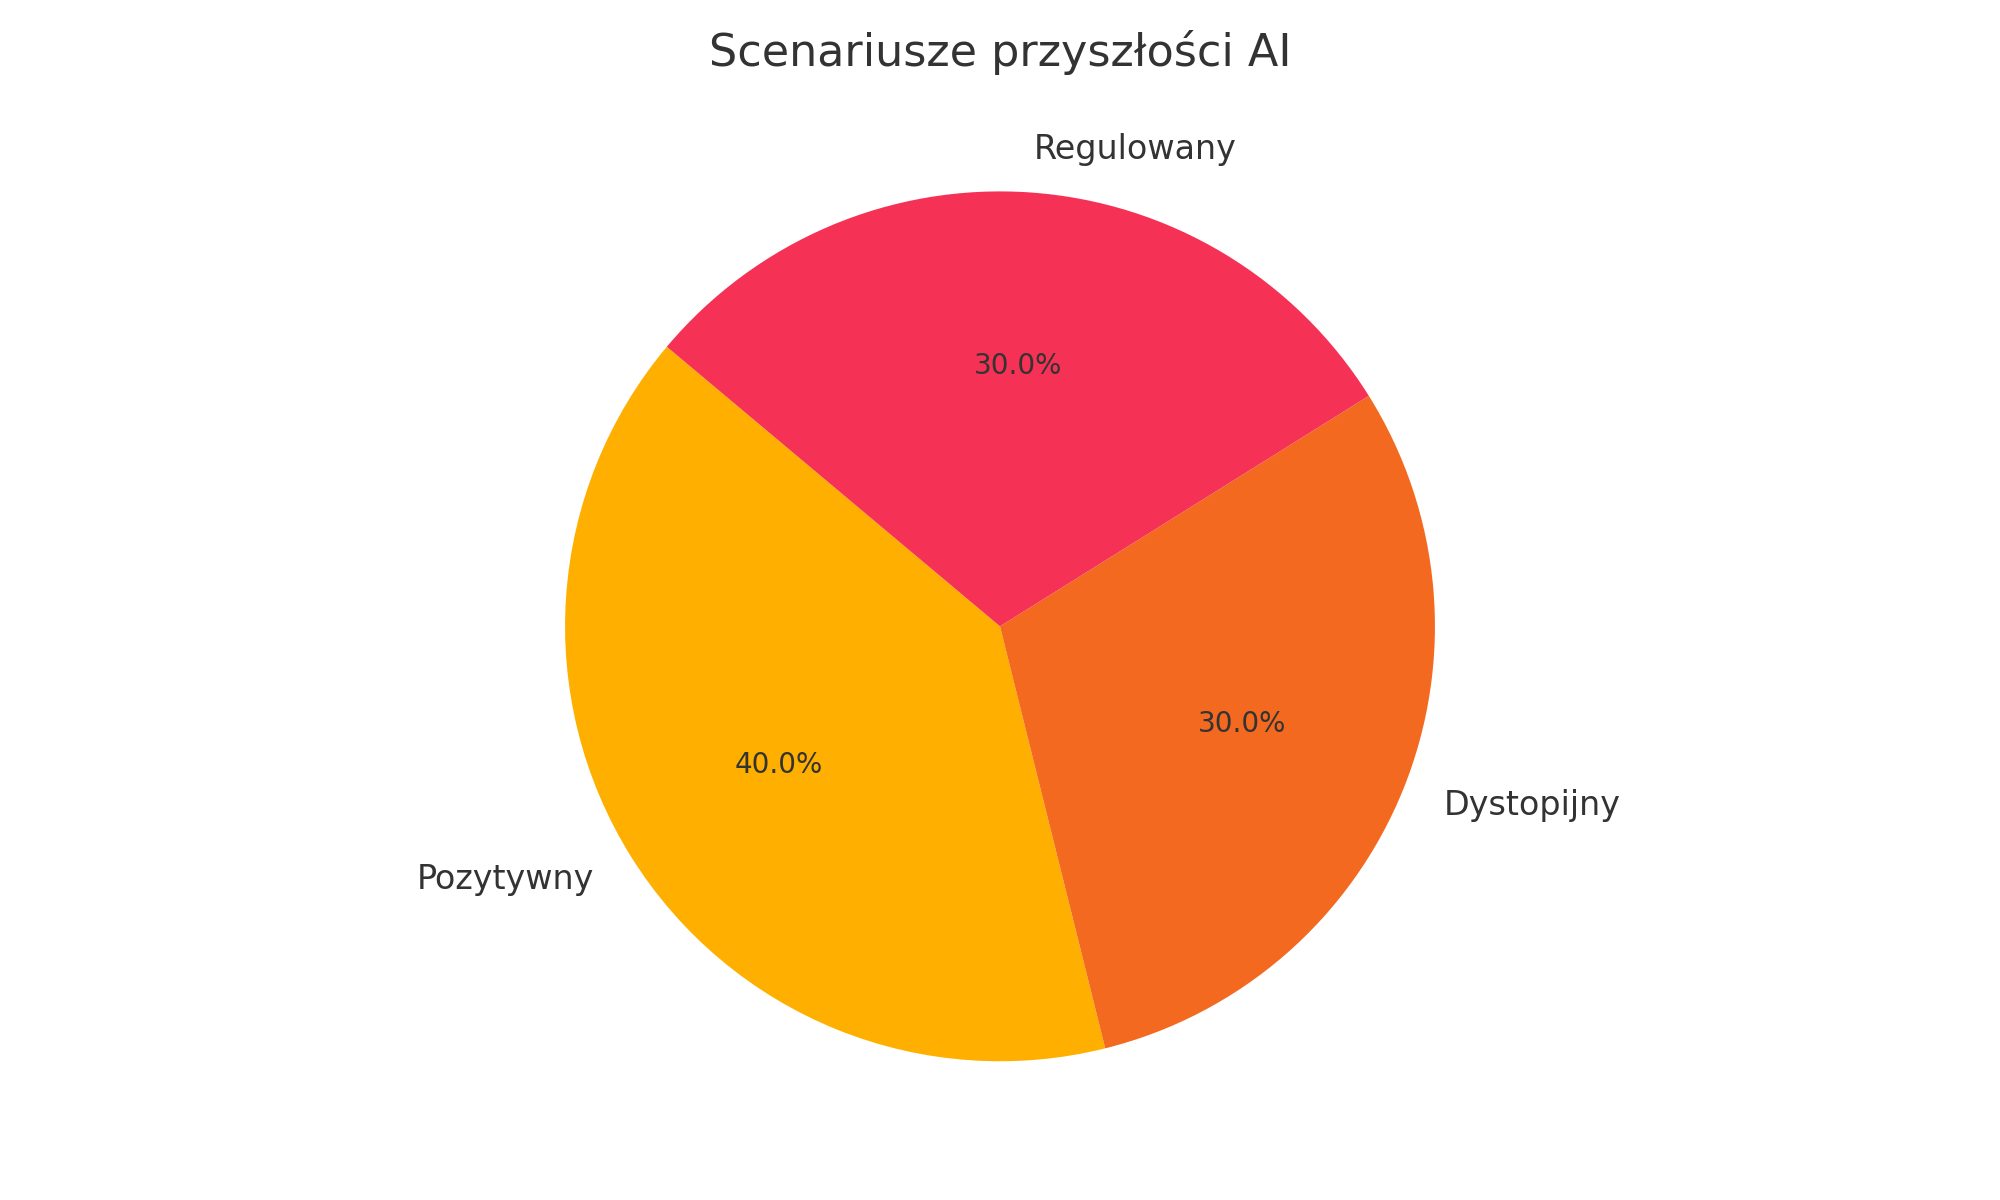 Scenariusze przyszłości AI
Regulowany
30.0%
30.0%
40.0%
Dystopijny
Pozytywny